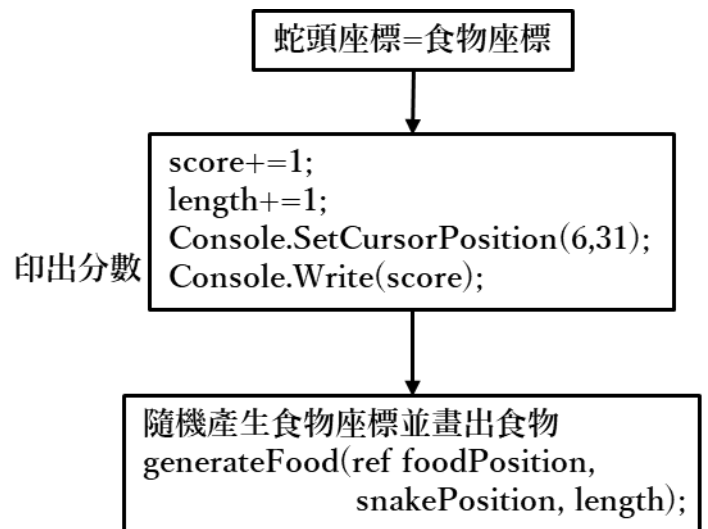 蛇頭座標=食物座標
score+=1;
length+=1;
Console.SetCursorPosition(6,31);
Console.Write(score);
印出分數
隨機產生食物座標並畫出食物
generateFood(ref foodPosition,
snakePosition, length);